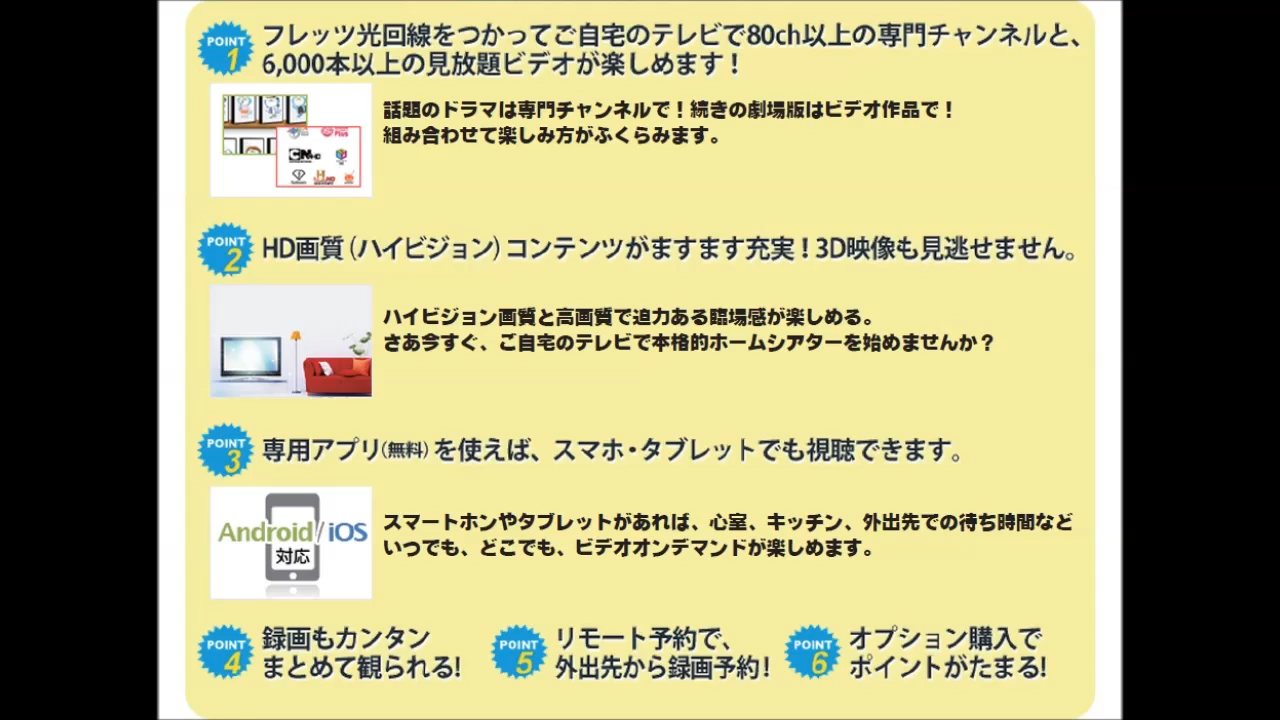 POINT 1
フレッツ光回線をつかってご自宅のテレビで80ch以上の専門チャンネルと、
6,000本以上の見放題ビデオが楽しめます！
話題のドラマは専門チャンネルで！続きの劇場版はビデオ作品で！
組み合わせて楽しみ方がふくらみます。
CN HD
POINT 2
HD画質（ハイビジョン）コンテンツがますます充実！3D映像も見逃せません。
ハイビジョン画質と高画質で迫力ある臨場感が楽しめる。
さあ今すぐ、ご自宅のテレビで本格的ホームシアターを始めませんか？
POINT 3
専用アプリ(無料)を使えば、スマホ・タブレットでも視聴できます。
Android/iOS
対応
スマートホンやタブレットがあれば、心室、キッチン、外出先での待ち時間など
いつでも、どこでも、ビデオオンデマンドが楽しめます。
POINT 4
録画もカンタン
まとめて観られる!
POINT 5
リモート予約で、
外出先から録画予約！
POINT 6
オプション購入で
ポイントがたまる!